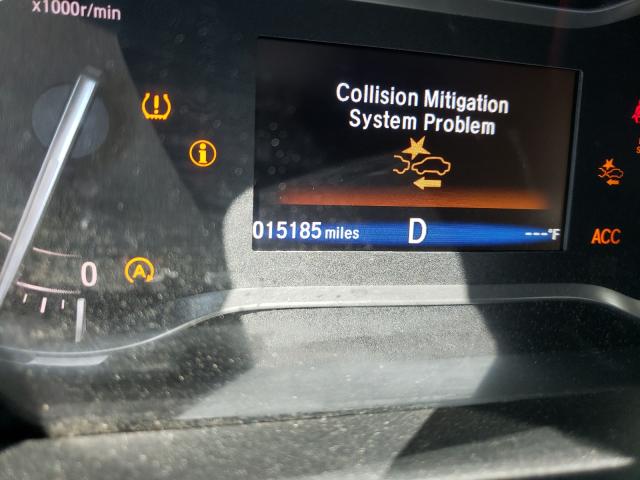 x1000r/min
Collision Mitigation
System Problem
015185 miles D ---°F
ACC
0
A